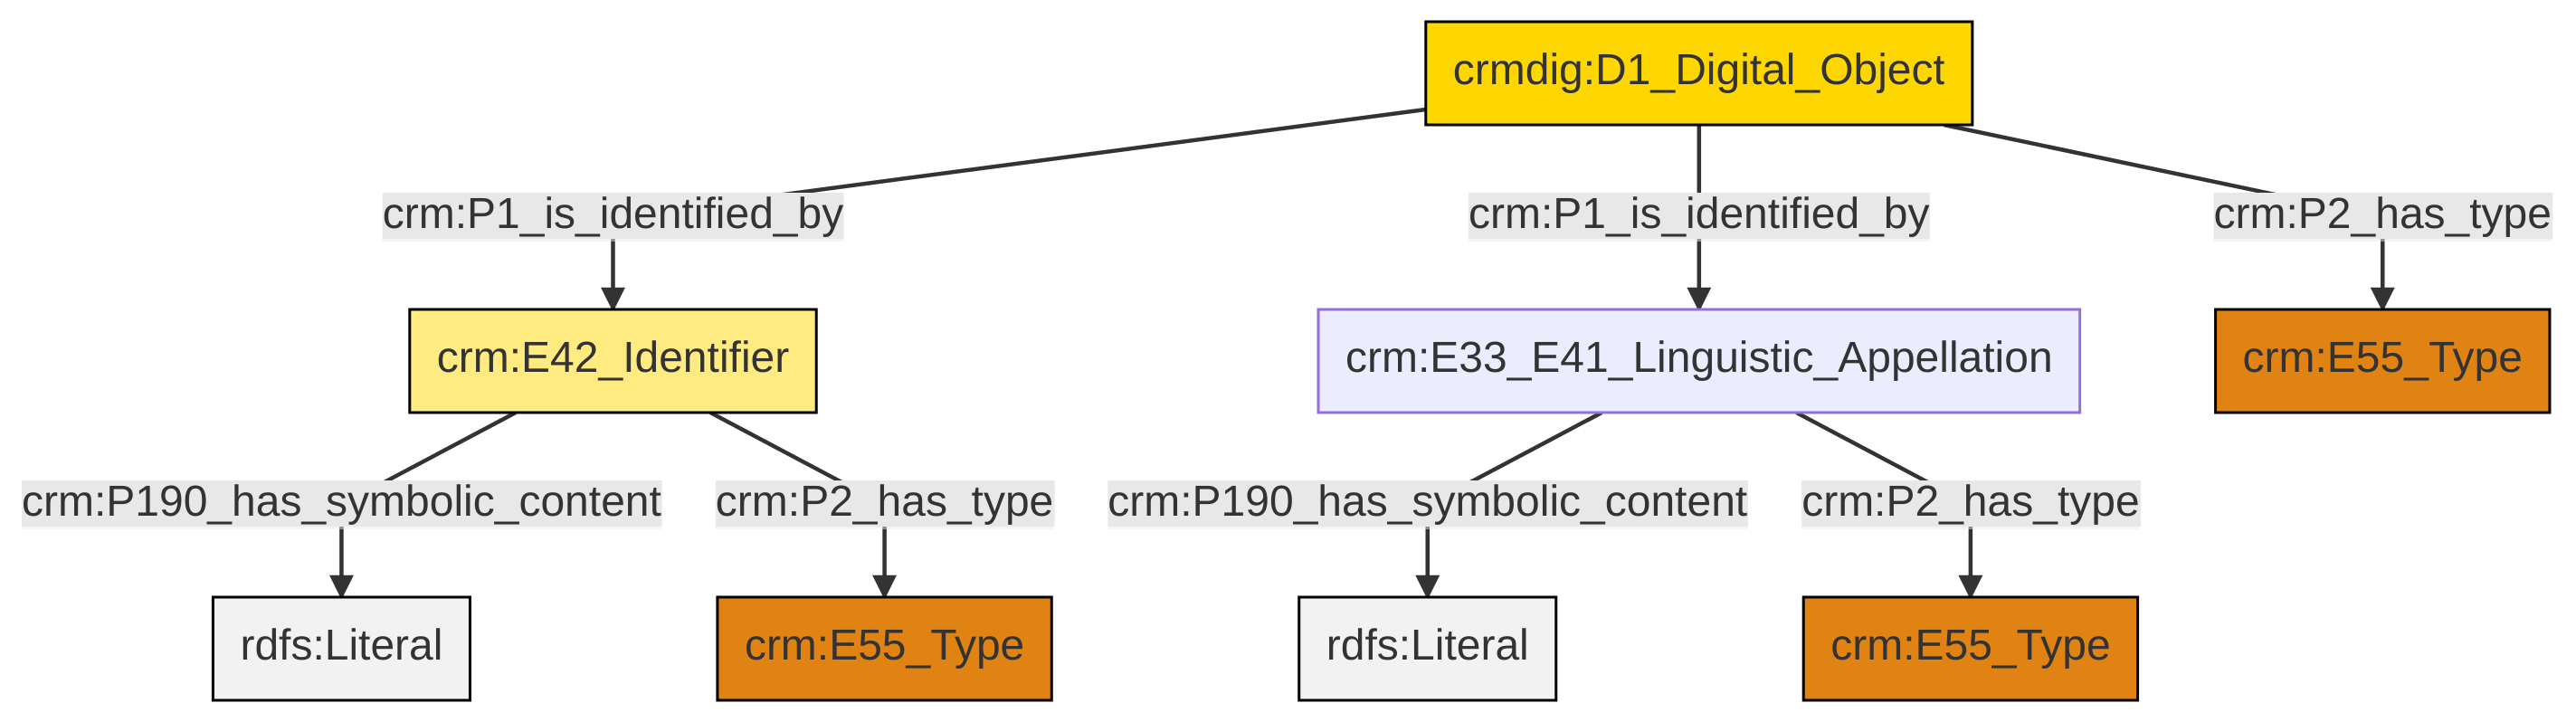 crmdig:D1_Digital_Object
crm:P1_is_identified_by
crm:P1_is_identified_by
crm:P2_has_type
crm:E42_Identifier
crm:E33_E41_Linguistic_Appellation
crm:E55_Type
crm:P190_has_symbolic_content
crm:P2_has_type
crm:P190_has_symbolic_content
crm:P2_has_type
rdfs:Literal
crm:E55_Type
rdfs:Literal
crm:E55_Type